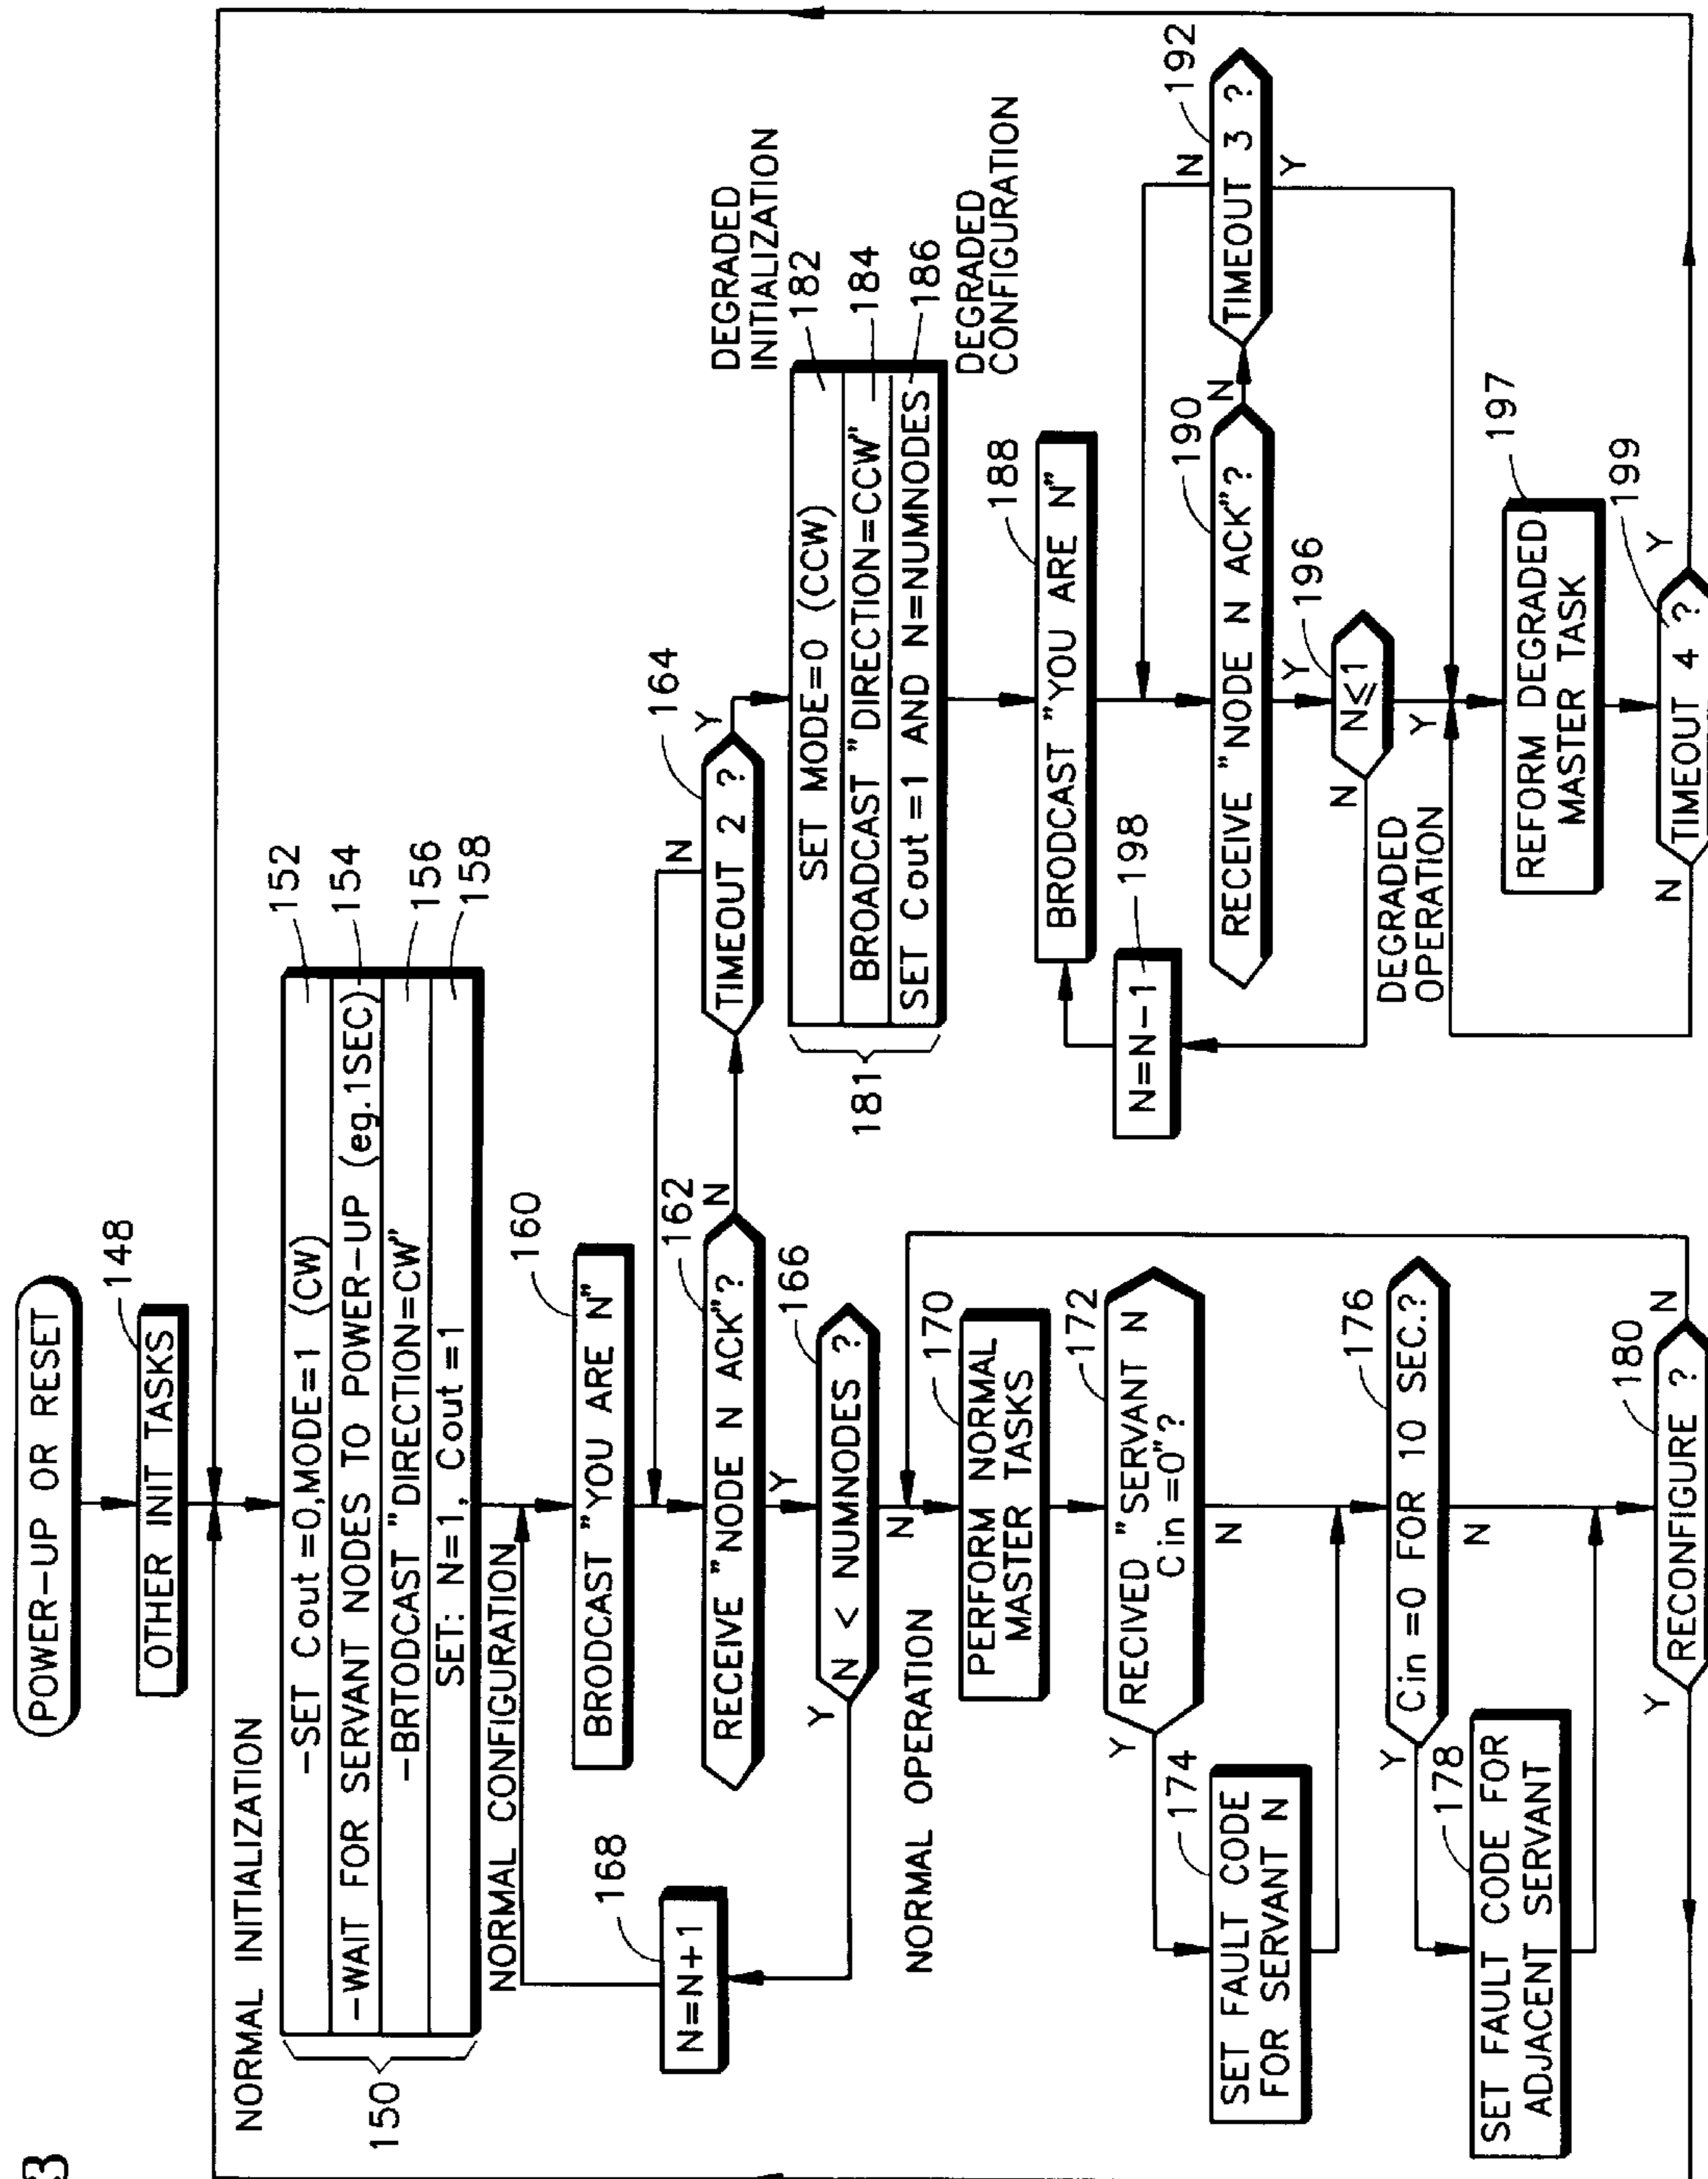 3
POWER-UP OR RESET
OTHER INIT TASKS
148
NORMAL INITIALIZATION
-SET Cout=0,MODE=1 (CW)
152
-WAIT FOR SERVANT NODES TO POWER-UP (eg.1SEC)
154
-BRTODCAST "DIRECTION=CW"
156
SET: N=1, Cout=1
158
150
NORMAL CONFIGURATION
BRODCAST "YOU ARE N"
160
RECEIVE "NODE N ACK"?
162
N
Y
TIMEOUT 2 ?
164
N
Y
N < NUMNODES ?
166
Y
N
N=N+1
168
NORMAL OPERATION
PERFORM NORMAL
MASTER TASKS
170
RECIVED "SERVANT N
Cin=0"?
172
Y
N
SET FAULT CODE
FOR SERVANT N
174
Cin=0 FOR 10 SEC.?
176
Y
N
SET FAULT CODE FOR
ADJACENT SERVANT
178
RECONFIGURE ?
180
Y
N
DEGRADED
INITIALIZATION
SET MODE=0 (CCW)
182
BROADCAST "DIRECTION=CCW"
184
SET Cout=1 AND N=NUMNODES
186
181
DEGRADED
CONFIGURATION
BRODCAST "YOU ARE N"
188
RECEIVE "NODE N ACK"?
190
N
Y
TIMEOUT 3 ?
192
N
Y
N≤1
196
N
Y
N=N-1
198
DEGRADED
OPERATION
REFORM DEGRADED
MASTER TASK
197
TIMEOUT 4 ?
199
N
Y